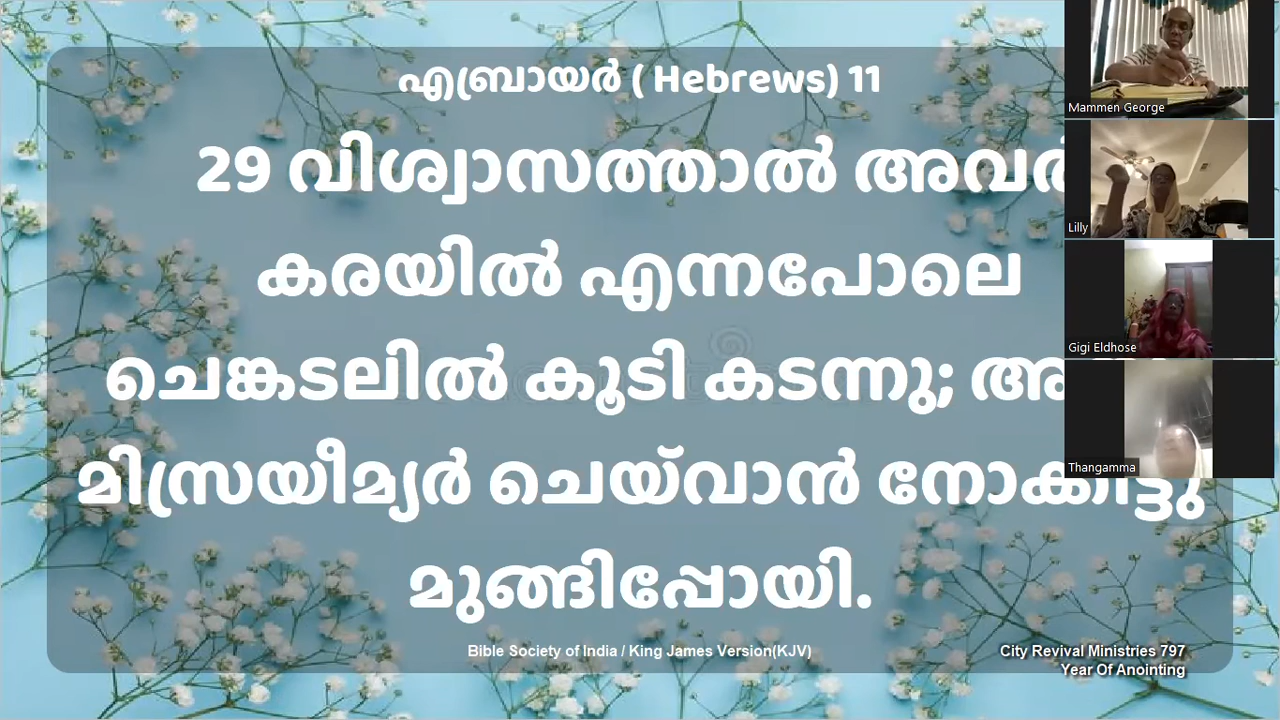 എബ്രായർ ( Hebrews) 11
29 വിശ്വാസത്താൽ അവർ
കരയിൽ എന്നപോലെ
ചെങ്കടലിൽ കൂടി കടന്നു;
മിസ്രയീമ്യർ ചെയ്‌വാൻ നോക്കീട്ടു
മുങ്ങിപ്പോയി.
Bible Society of India / King James Version(KJV)
City Revival Ministries 797
Year Of Anointing
Mammen George
Lilly
Gigi Eldhose
Thangamma